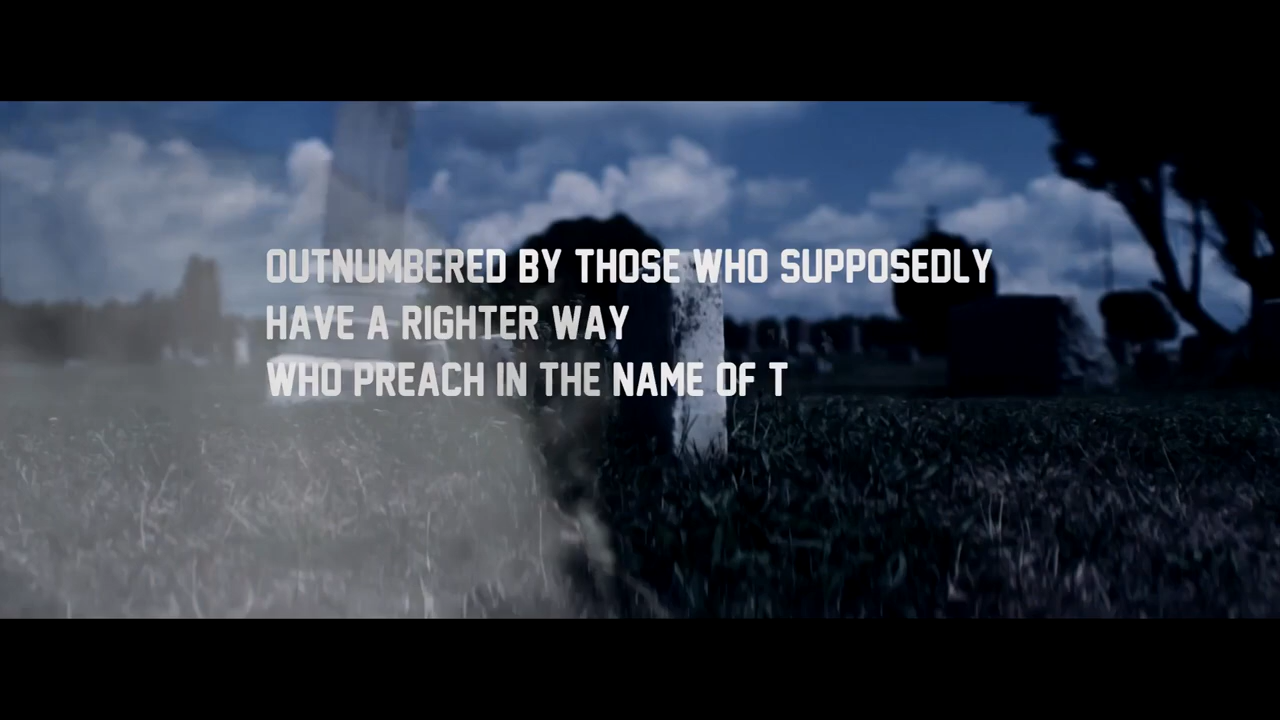 OUTNUMBERED BY THOSE WHO SUPPOSEDLY
HAVE A RIGHTER WAY
WHO PREACH IN THE NAME OF T